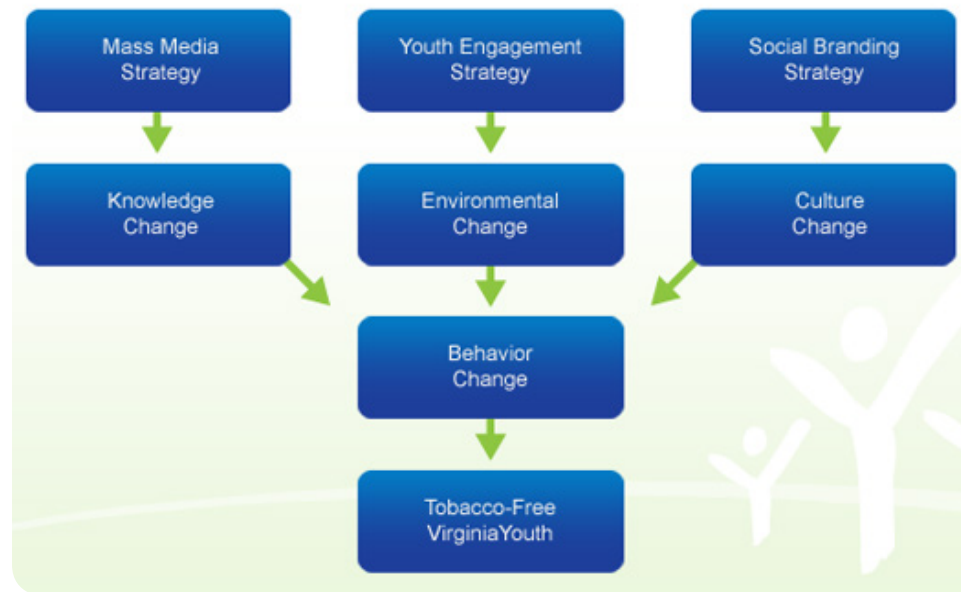 Mass Media
Strategy
Youth Engagement
Strategy
Social Branding
Strategy
Knowledge
Change
Environmental
Change
Culture
Change
Behavior
Change
Tobacco-Free
VirginiaYouth